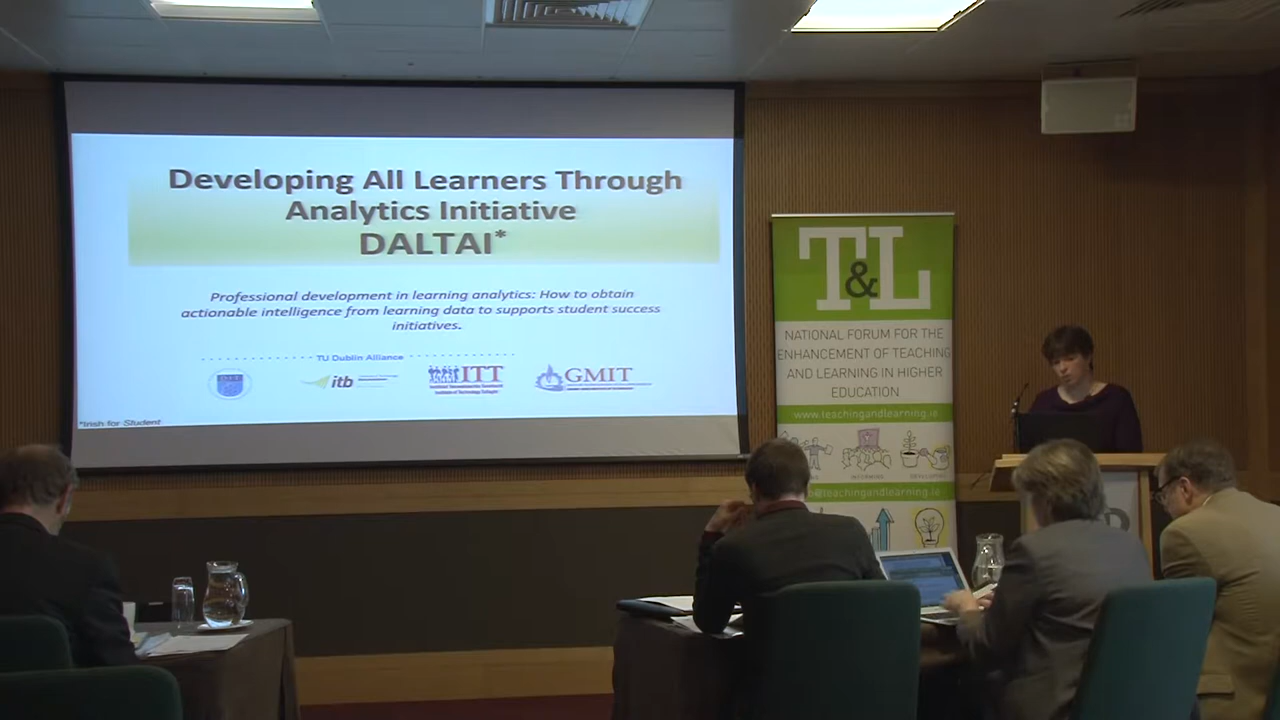 Developing All Learners Through
Analytics Initiative
DALTAI*
Professional development in learning analytics: How to obtain
actionable intelligence from learning data to supports student success
initiatives.
TU Dublin Alliance
itb
ITT
GMIT
*Irish for Student
T&L
NATIONAL FORUM FOR THE
ENHANCEMENT OF TEACHING
AND LEARNING IN HIGHER
EDUCATION
www.teachingandlearning.ie
@teachingandlearning.ie